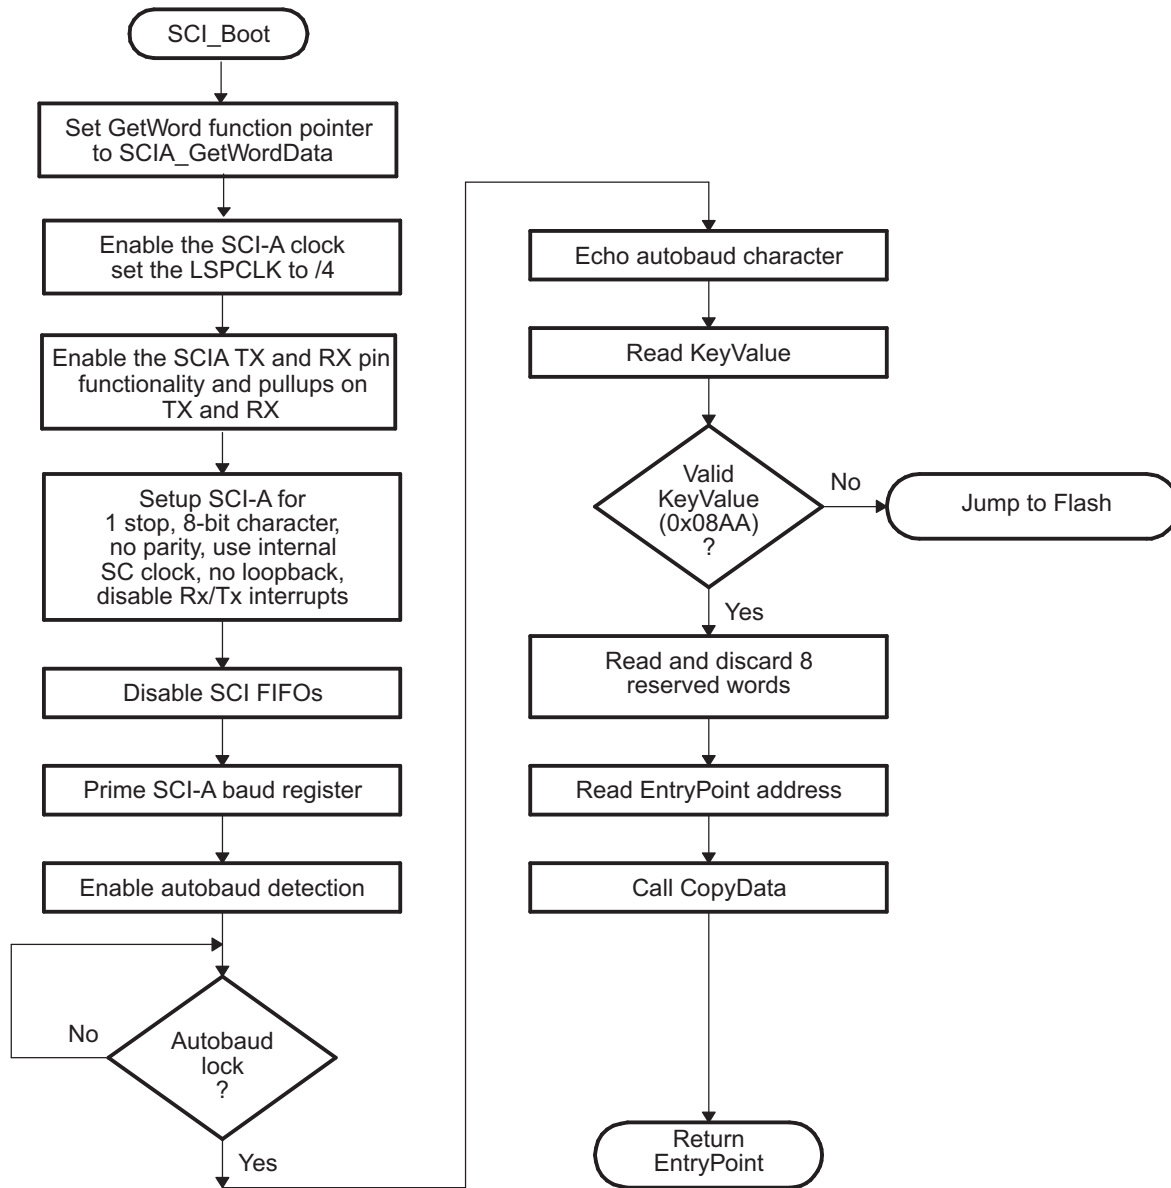 SCI_Boot
Set GetWord function pointer
to SCIA_GetWordData
Enable the SCI-A clock
set the LSPCLK to /4
Enable the SCIA TX and RX pin
functionality and pullups on
TX and RX
Setup SCI-A for
1 stop, 8-bit character,
no parity, use internal
SC clock, no loopback,
disable Rx/Tx interrupts
Disable SCI FIFOs
Prime SCI-A baud register
Enable autobaud detection
No
Autobaud
lock
?
Yes
Echo autobaud character
Read KeyValue
Valid
KeyValue
(0x08AA)
?
No
Jump to Flash
Yes
Read and discard 8
reserved words
Read EntryPoint address
Call CopyData
Return
EntryPoint